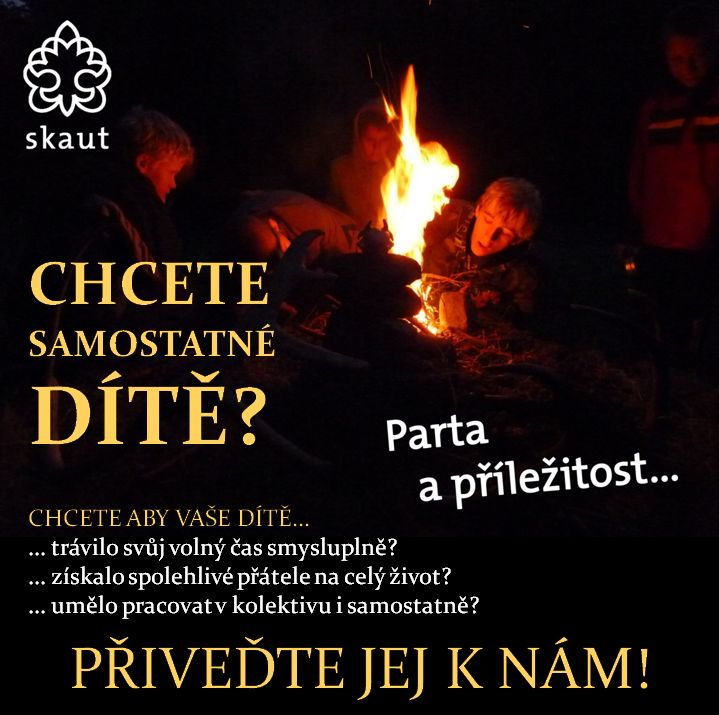 skaut
CHCETE
SAMOSTATNÉ
DÍTĚ?
Parta
a příležitost...
CHCETE ABY VAŠE DÍTĚ...
... trávilo svůj volný čas smysluplně?
... získalo spolehlivé přátele na celý život?
... umělo pracovat v kolektivu i samostatně?
PŘIVEĎTE JEJ K NÁM!